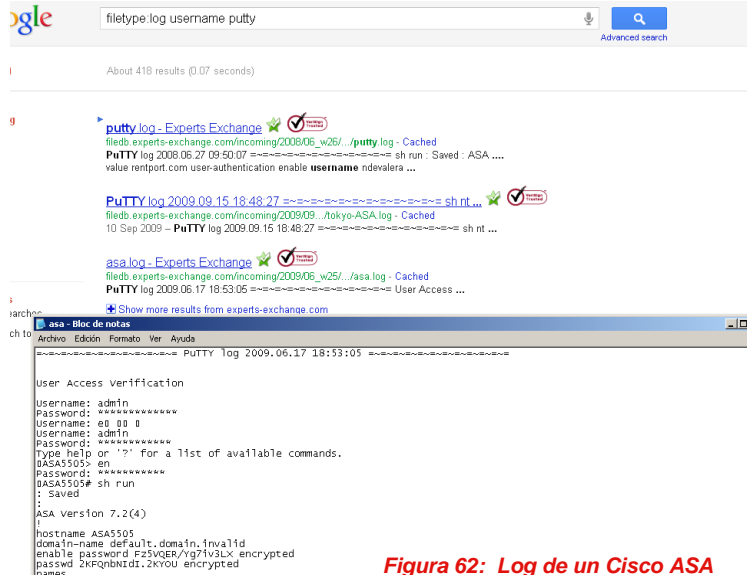 ogle
filetype:log username putty
Advanced search
About 418 results (0.07 seconds)
putty.log - Experts Exchange
filedb.experts-exchange.com/incoming/2008/06_w26/.../putty.log - Cached
PuTTY log 2008.06.27 09:50:07 =~=~=~=~=~=~=~=~=~=~=~= sh run : Saved : ASA ....
value rentport.com user-authentication enable username ndevalera ...
PuTTY log 2009.09.15 18:48:27 =~=~=~=~=~=~=~=~=~=~=~= sh nt ...
filedb.experts-exchange.com/incoming/2009/09.../tokyo-ASA.log - Cached
10 Sep 2009 – PuTTY log 2009.09.15 18:48:27 =~=~=~=~=~=~=~=~=~=~=~= sh nt ...
asa.log - Experts Exchange
filedb.experts-exchange.com/incoming/2009/06_w25/.../asa.log - Cached
PuTTY log 2009.06.17 18:53:05 =~=~=~=~=~=~=~=~=~=~=~= User Access ...
Show more results from experts-exchange.com
asa - Bloc de notas
Archivo Edición Formato Ver Ayuda
=~=~=~=~=~=~=~=~=~=~=~= PuTTY log 2009.06.17 18:53:05 =~=~=~=~=~=~=~=~=~=~=~=
User Access Verification
Username: admin
Password: *************
Username: e
Username: admin
Password: ************
Type help or '?' for a list of available commands.
ASA5505> en
Password: ***********
ASA5505# sh run
: Saved
:
ASA Version 7.2(4)
!
hostname ASA5505
domain-name default.domain.invalid
enable password Fz5VQER/Yg7iv3LX encrypted
passwd 2KFQnbNIdI.2KYOU encrypted
names
Figura 62: Log de un Cisco ASA